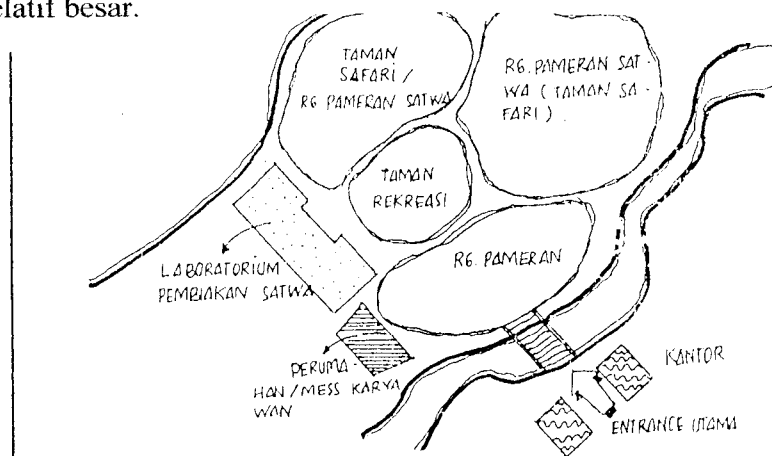 elatif besar.
TAMAN
SAFARI /
RG. PAMERAN SATWA
RG. PAMERAN SAT-
WA (TAMAN SA-
FARI).
TAMAN
REKREASI
RG. PAMERAN
LABORATORIUM
PEMBIAKAN SATWA
PERUMA-
HAN / MESS KARYA
WAN
KANTOR
ENTRANCE UTAMA